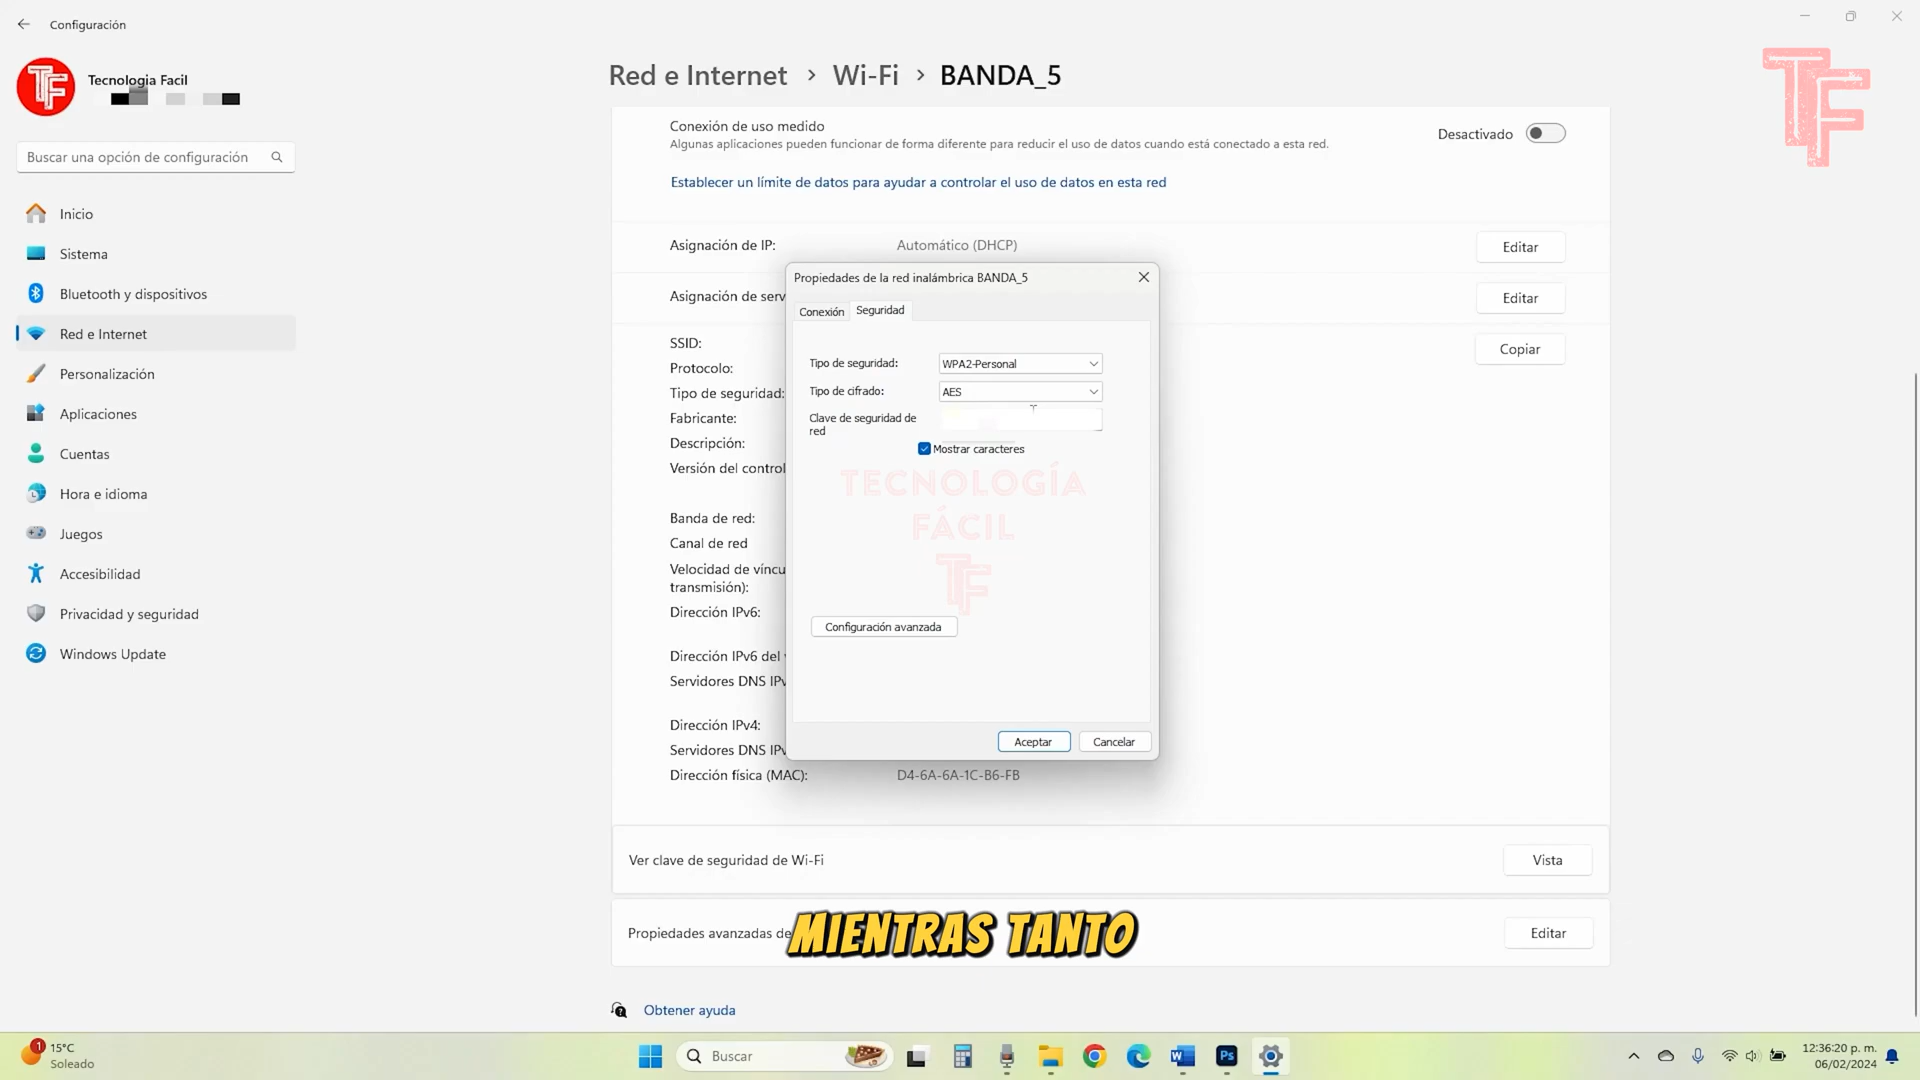 Configuración
Tecnologia Facil
TF
Buscar una opción de configuración
Inicio
Sistema
Bluetooth y dispositivos
Red e Internet
Personalización
Aplicaciones
Cuentas
Hora e idioma
Juegos
Accesibilidad
Privacidad y seguridad
Windows Update
Red e Internet > Wi-Fi > BANDA_5
TF
Conexión de uso medido
Algunas aplicaciones pueden funcionar de forma diferente para reducir el uso de datos cuando está conectado a esta red.
Desactivado
Establecer un límite de datos para ayudar a controlar el uso de datos en esta red
Asignación de IP:
Automático (DHCP)
Editar
Asignación de serv
Editar
SSID:
Copiar
Protocolo:
Tipo de seguridad:
Fabricante:
Descripción:
Versión del control
Banda de red:
Canal de red
Velocidad de víncu
transmisión):
Dirección IPv6:
Dirección IPv6 del
Servidores DNS IPv
Dirección IPv4:
Servidores DNS IPv
Dirección física (MAC):
D4-6A-6A-1C-B6-FB
Propiedades de la red inalámbrica BANDA_5
Conexión
Seguridad
Tipo de seguridad:
WPA2-Personal
Tipo de cifrado:
AES
Clave de seguridad de
red
Mostrar caracteres
TECNOLOGÍA
FÁCIL
TF
Configuración avanzada
Aceptar
Cancelar
Ver clave de seguridad de Wi-Fi
Vista
Propiedades avanzadas de
MIENTRAS TANTO
Editar
Obtener ayuda
1
15°C
Soleado
Buscar
W
Ps
12:36:20 p. m.
06/02/2024